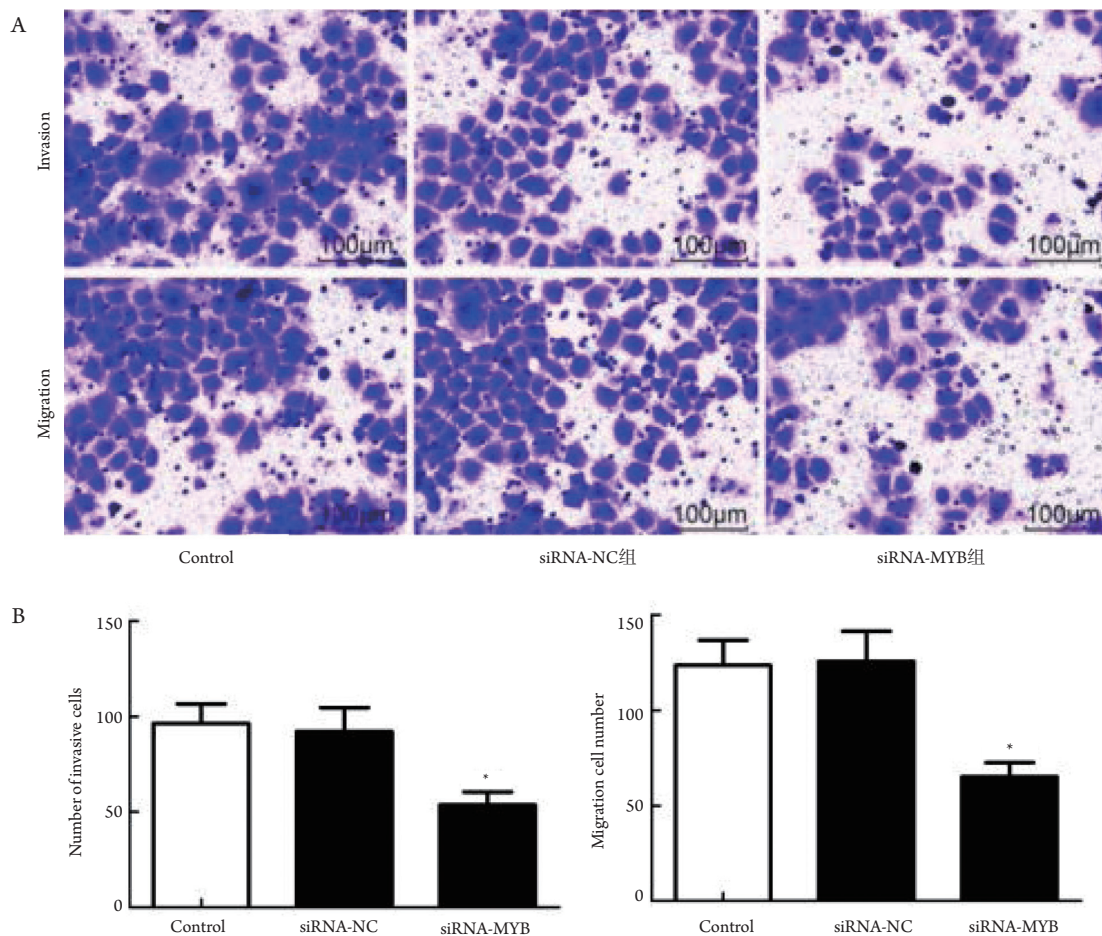 A
Invasion
100μm
100μm
100μm
Migration
100μm
100μm
100μm
Control
siRNA-NC组
siRNA-MYB组
B
Number of invasive cells
150
100
50
0
*
Control
siRNA-NC
siRNA-MYB
Migration cell number
150
100
50
0
*
Control
siRNA-NC
siRNA-MYB